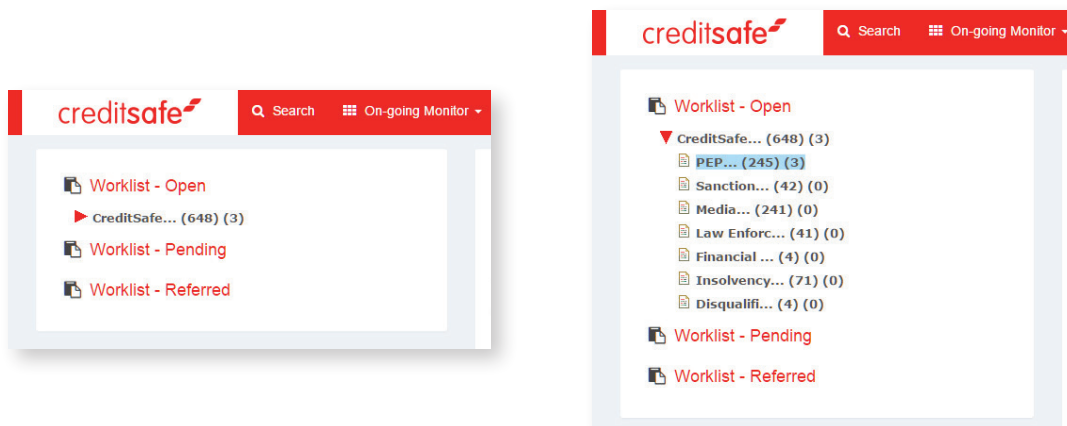 creditsafe Search On-going Monitor
Worklist - Open
CreditSafe... (648) (3)
Worklist - Pending
Worklist - Referred
creditsafe Search On-going Monitor
Worklist - Open
CreditSafe... (648) (3)
PEP... (245) (3)
Sanction... (42) (0)
Media... (241) (0)
Law Enforc... (41) (0)
Financial ... (4) (0)
Insolvency... (71) (0)
Disqualifi... (4) (0)
Worklist - Pending
Worklist - Referred